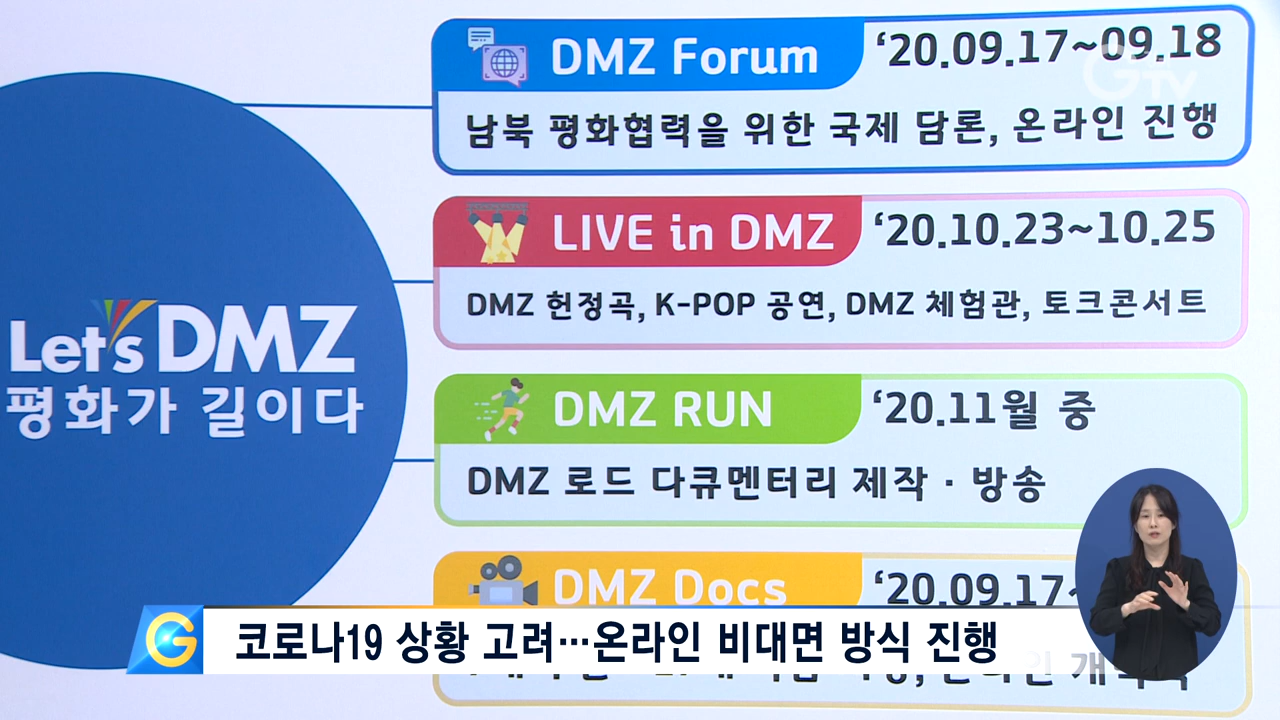 DMZ Forum
‘20.09.17~09.18
GTV
남북 평화협력을 위한 국제 담론, 온라인 진행
LIVE in DMZ
‘20.10.23~10.25
DMZ 헌정곡, K-POP 공연, DMZ 체험관, 토크콘서트
Let's DMZ
평화가 길이다
DMZ RUN
‘20.11월 중
DMZ 로드 다큐멘터리 제작 · 방송
DMZ Docs
‘20.09.17~
G
코로나19 상황 고려…온라인 비대면 방식 진행